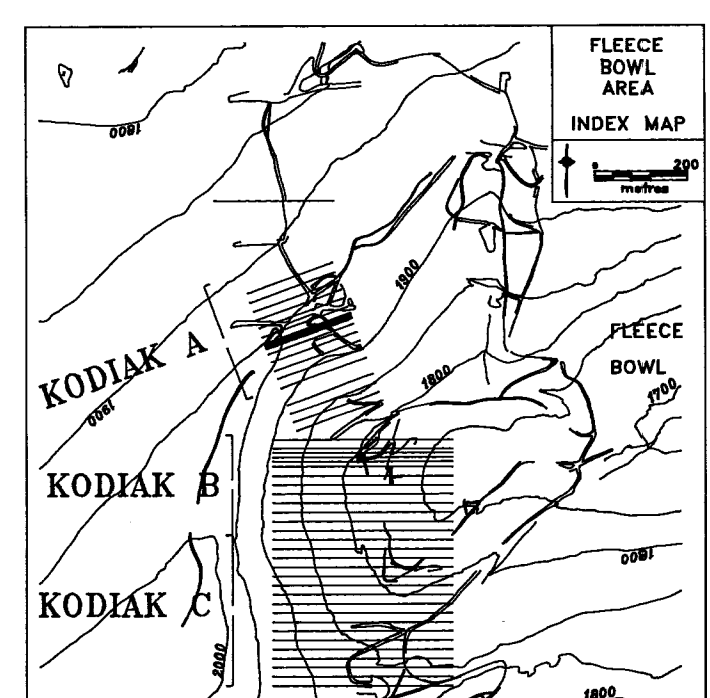 FLEECE
BOWL
AREA
INDEX MAP
0 200
metres
1800
1900
FLEECE
BOWL
KODIAK A
1800
1700
1900
KODIAK B
1800
KODIAK C
2000
1800